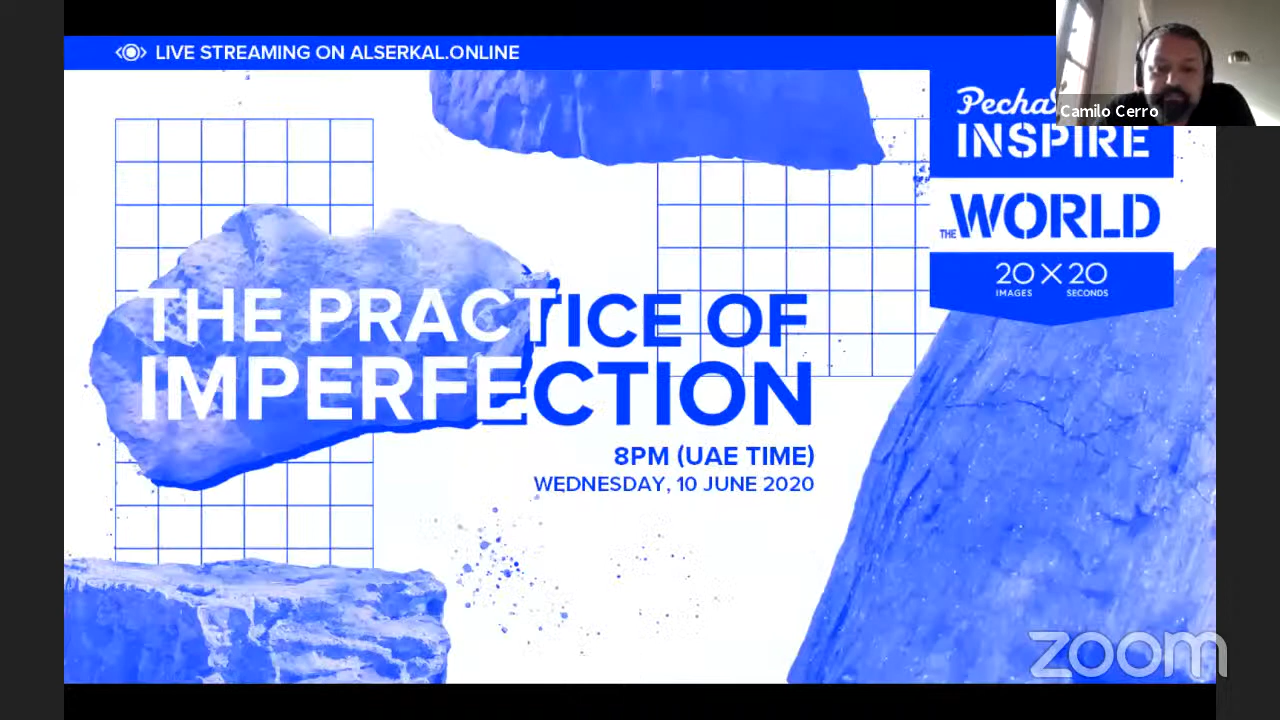 LIVE STREAMING ON ALSERKAL.ONLINE
Camilo Cerro
INSPIRE
THE WORLD
20 X 20
IMAGES SECONDS
THE PRACTICE OF
IMPERFECTION
8PM (UAE TIME)
WEDNESDAY, 10 JUNE 2020
zoom